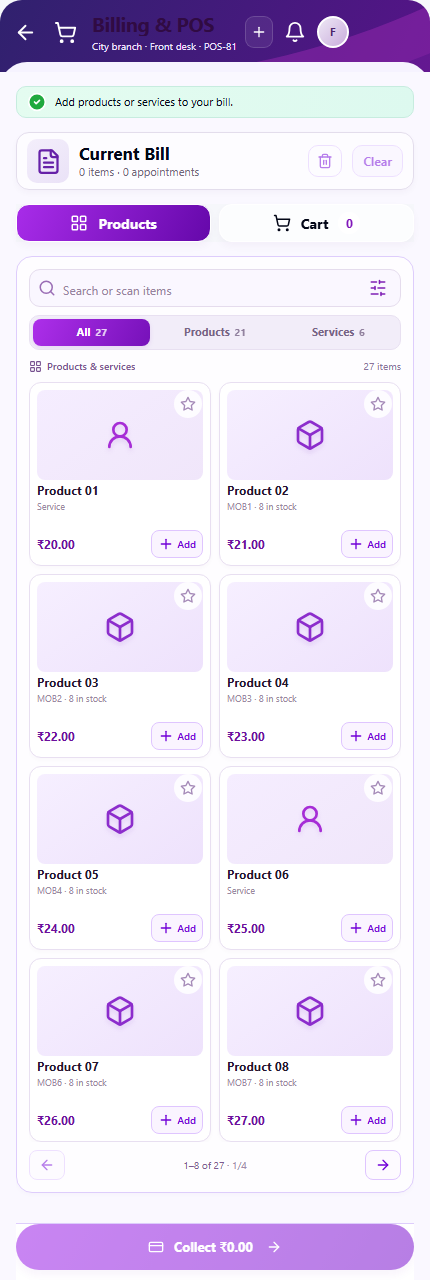 Billing & POS
City branch · Front desk · POS-81
F
Add products or services to your bill.
Current Bill
0 items · 0 appointments
Clear
Products
Cart 0
Search or scan items
All 27
Products 21
Services 6
Products & services
27 items
Product 01
Service
₹20.00
Add
Product 02
MOB1 · 8 in stock
₹21.00
Add
Product 03
MOB2 · 8 in stock
₹22.00
Add
Product 04
MOB3 · 8 in stock
₹23.00
Add
Product 05
MOB4 · 8 in stock
₹24.00
Add
Product 06
Service
₹25.00
Add
Product 07
MOB6 · 8 in stock
₹26.00
Add
Product 08
MOB7 · 8 in stock
₹27.00
Add
1–8 of 27 · 1/4
Collect ₹0.00